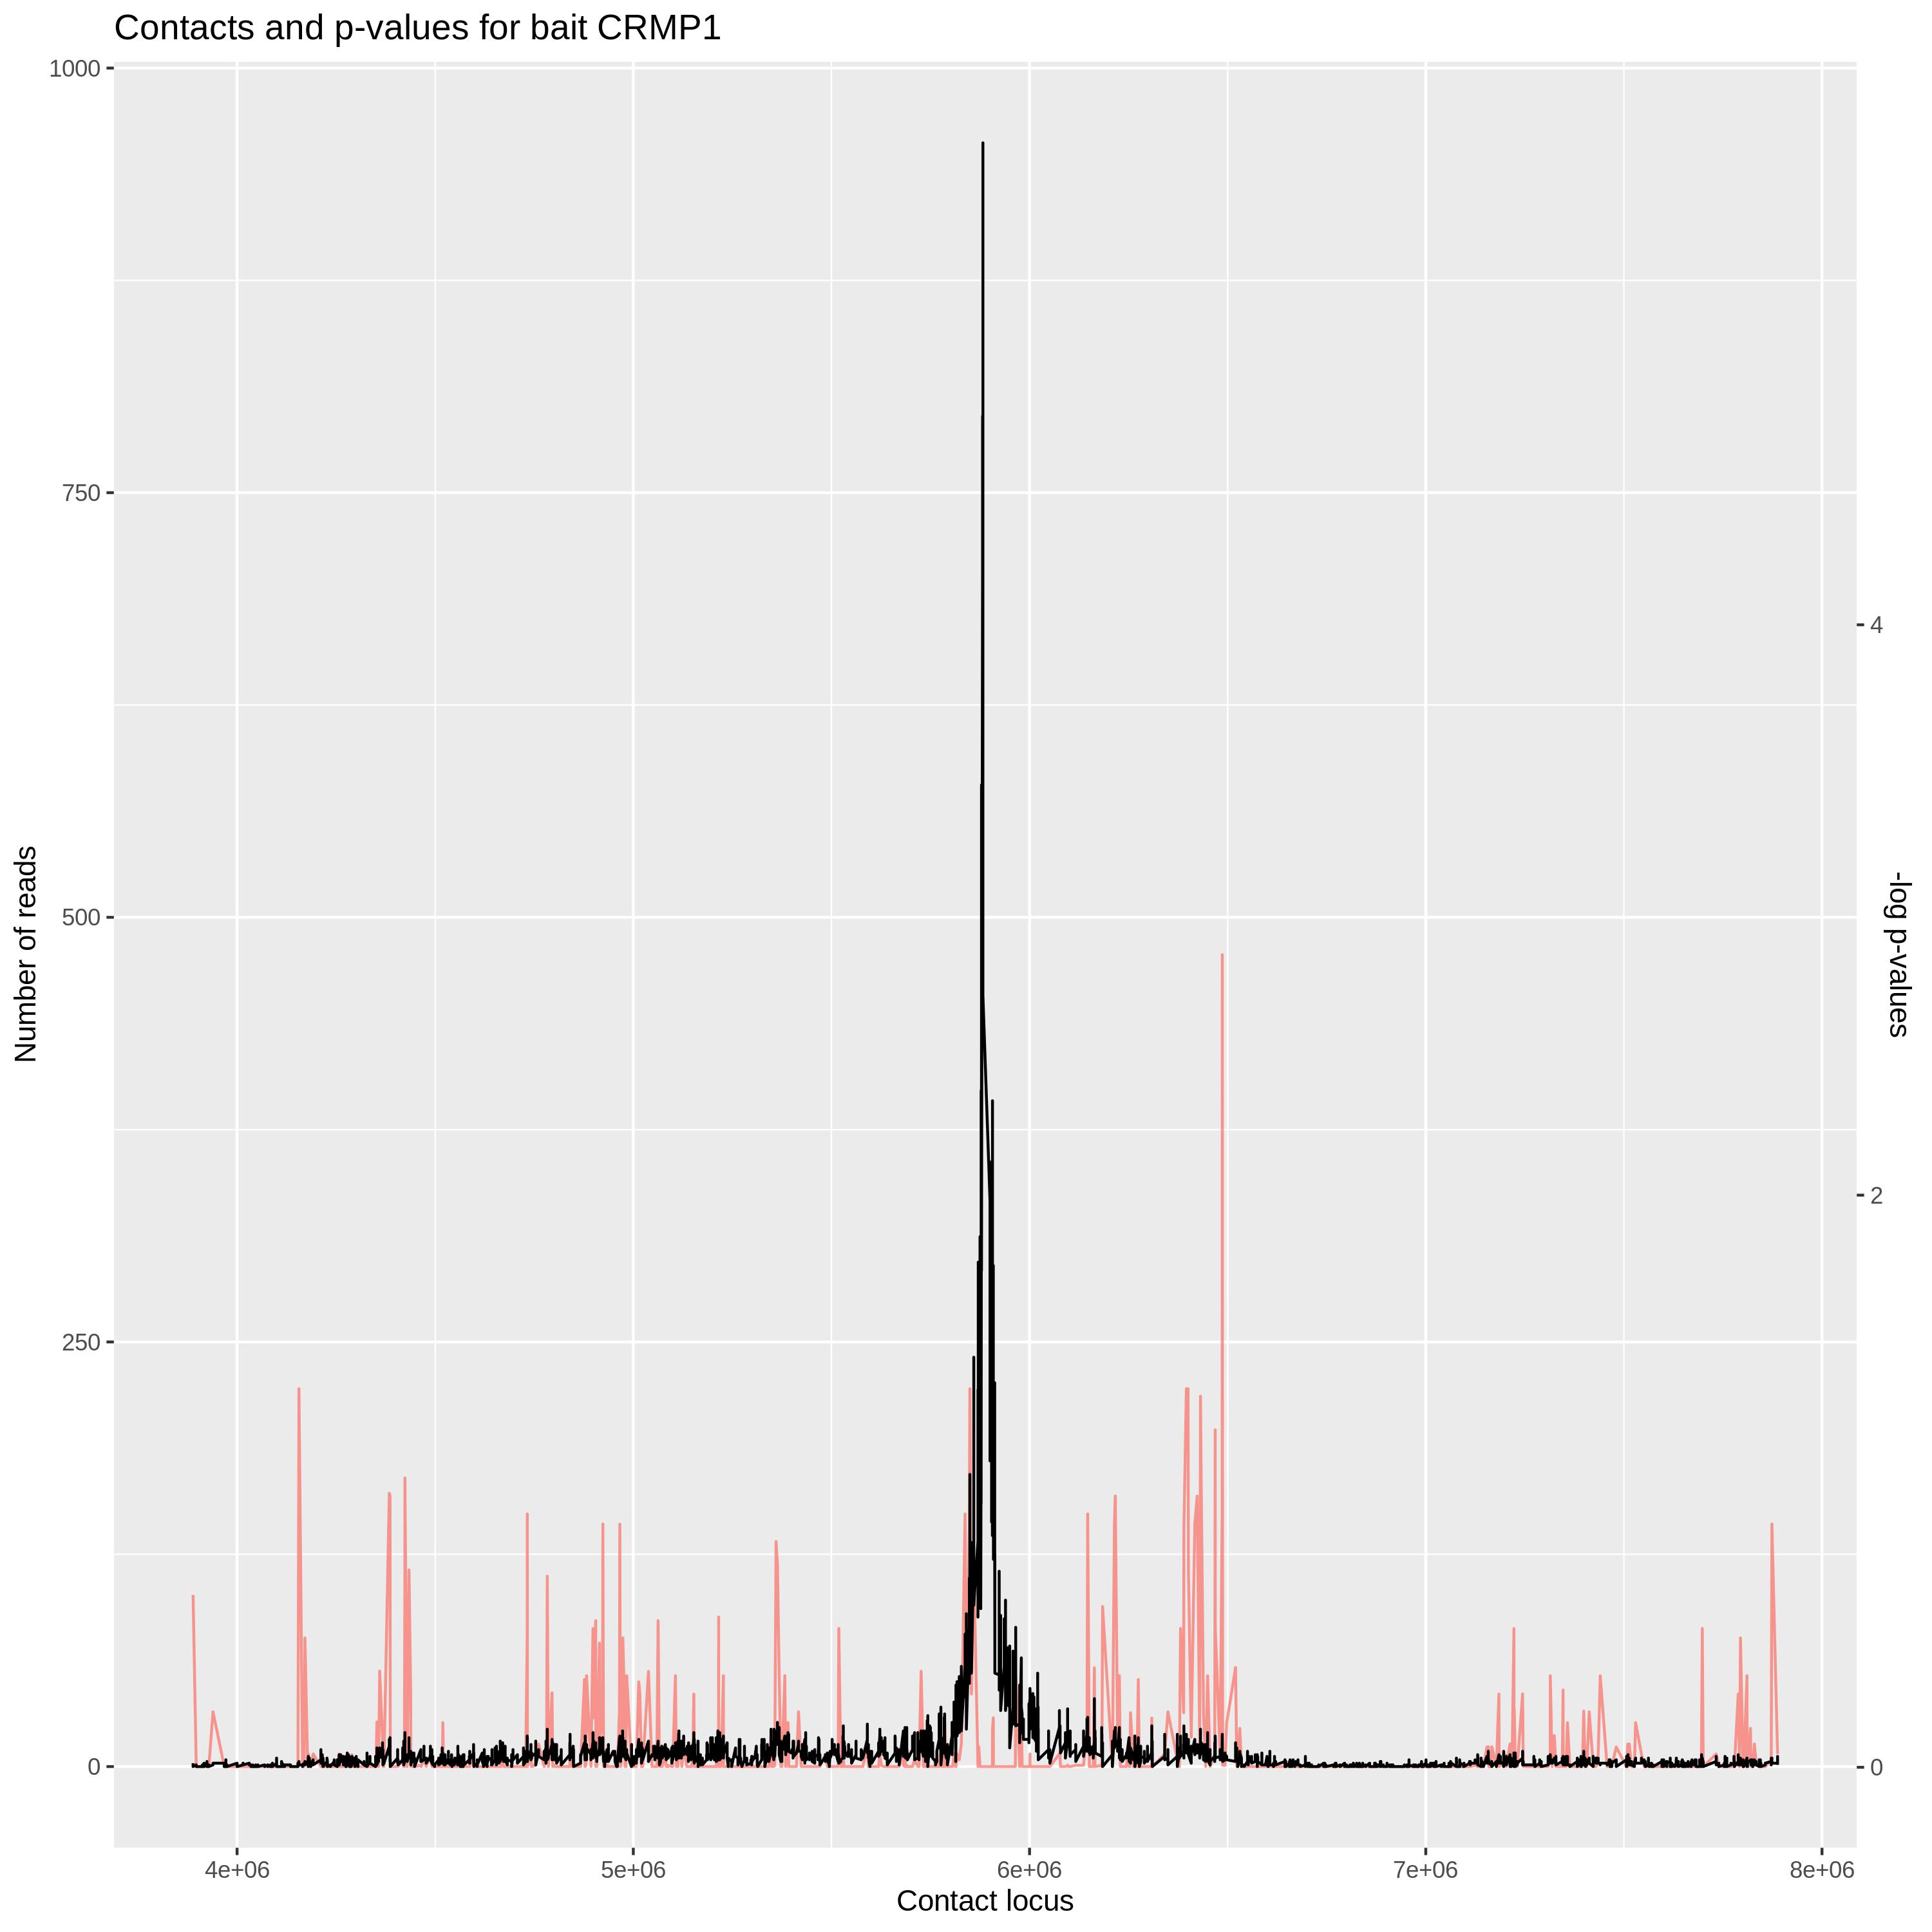 Contacts and p-values for bait CRMP1
1000
750
500
250
0
Number of reads
4
2
0
-log p-values
4e+06 5e+06 6e+06 7e+06 8e+06
Contact locus